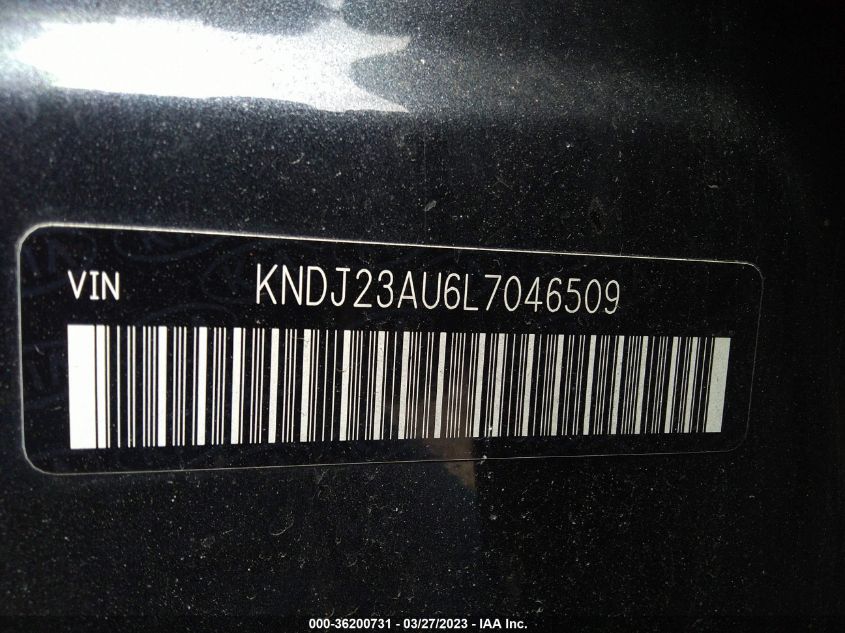 VIN KNDJ23AU6L7046509
000-36200731 - 03/27/2023 - IAA Inc.